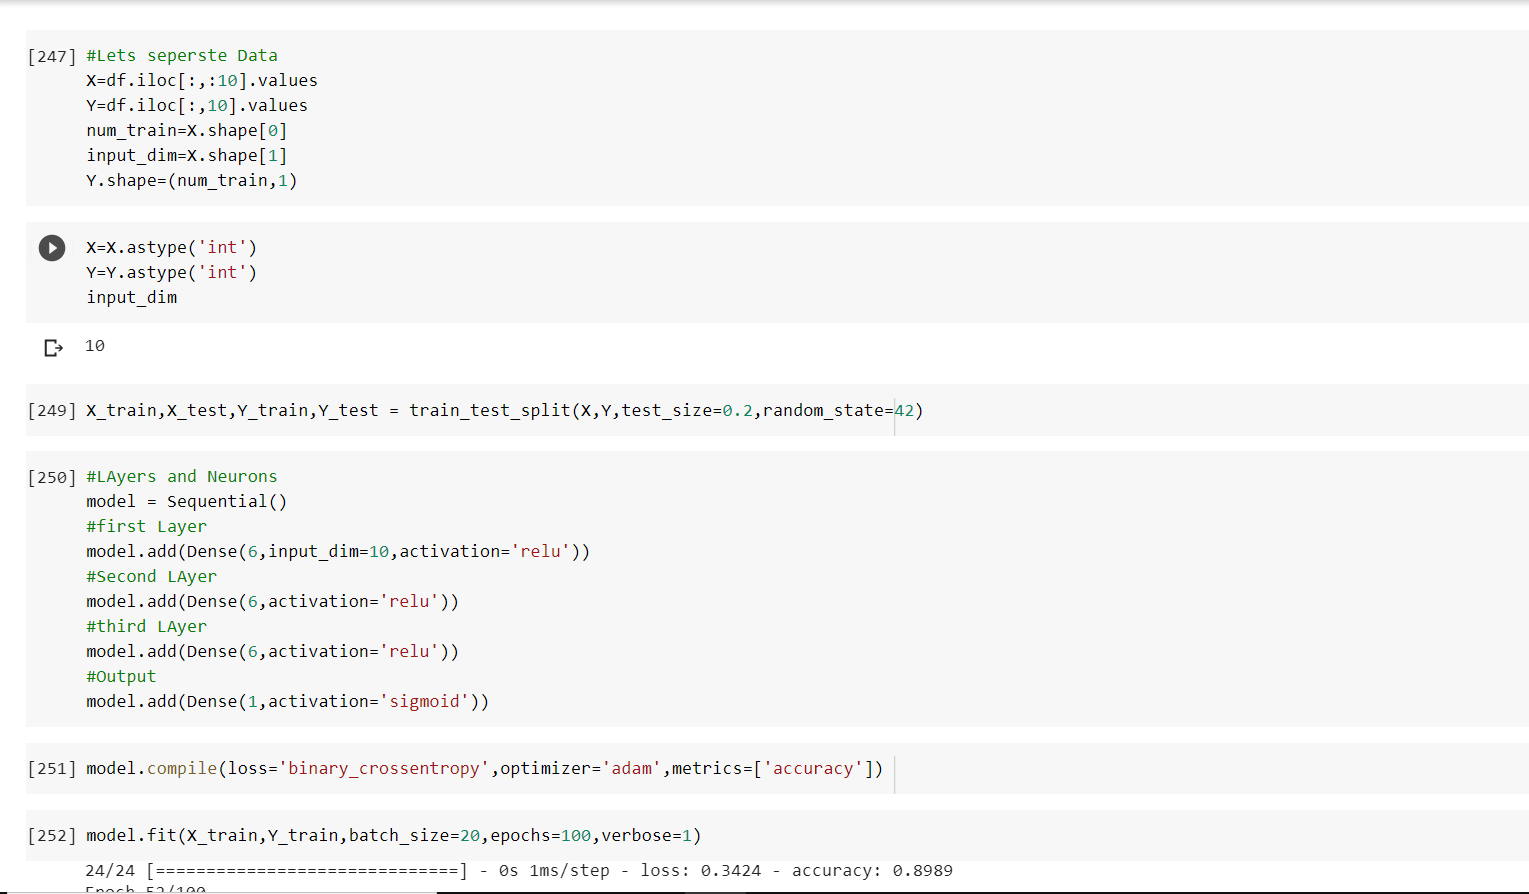 [247] #Lets seperste Data
X=df.iloc[:,:10].values
Y=df.iloc[:,10].values
num_train=X.shape[0]
input_dim=X.shape[1]
Y.shape=(num_train,1)
X=X.astype('int')
Y=Y.astype('int')
input_dim
10
[249] X_train,X_test,Y_train,Y_test = train_test_split(X,Y,test_size=0.2,random_state=42)
[250] #LAyers and Neurons
model = Sequential()
#first Layer
model.add(Dense(6,input_dim=10,activation='relu'))
#Second LAyer
model.add(Dense(6,activation='relu'))
#third LAyer
model.add(Dense(6,activation='relu'))
#Output
model.add(Dense(1,activation='sigmoid'))
[251] model.compile(loss='binary_crossentropy',optimizer='adam',metrics=['accuracy'])
[252] model.fit(X_train,Y_train,batch_size=20,epochs=100,verbose=1)
24/24 [==============================] - 0s 1ms/step - loss: 0.3424 - accuracy: 0.8989
Epoch 52/100